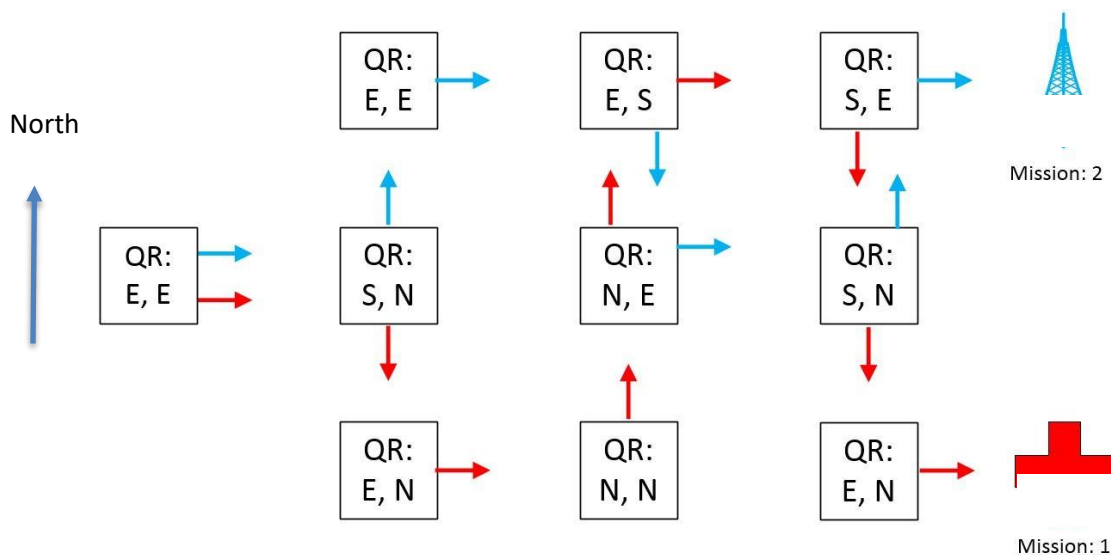 QR:
E, E
QR:
E, S
QR:
S, E
North
Mission: 2
QR:
E, E
QR:
S, N
QR:
N, E
QR:
S, N
QR:
E, N
QR:
N, N
QR:
E, N
Mission: 1